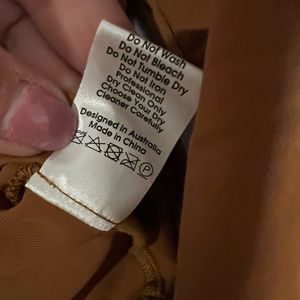 Do Not Wash
Do Not Bleach
Do Not Tumble Dry
Do Not Iron
Professional
Dry Clean Only
Choose Your Dry
Cleaner Carefully
Designed in Australia
Made in China
P